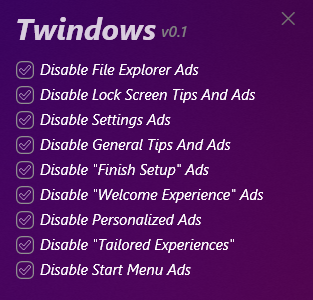 Twindows v0.1
Disable File Explorer Ads
Disable Lock Screen Tips And Ads
Disable Settings Ads
Disable General Tips And Ads
Disable "Finish Setup" Ads
Disable "Welcome Experience" Ads
Disable Personalized Ads
Disable "Tailored Experiences"
Disable Start Menu Ads